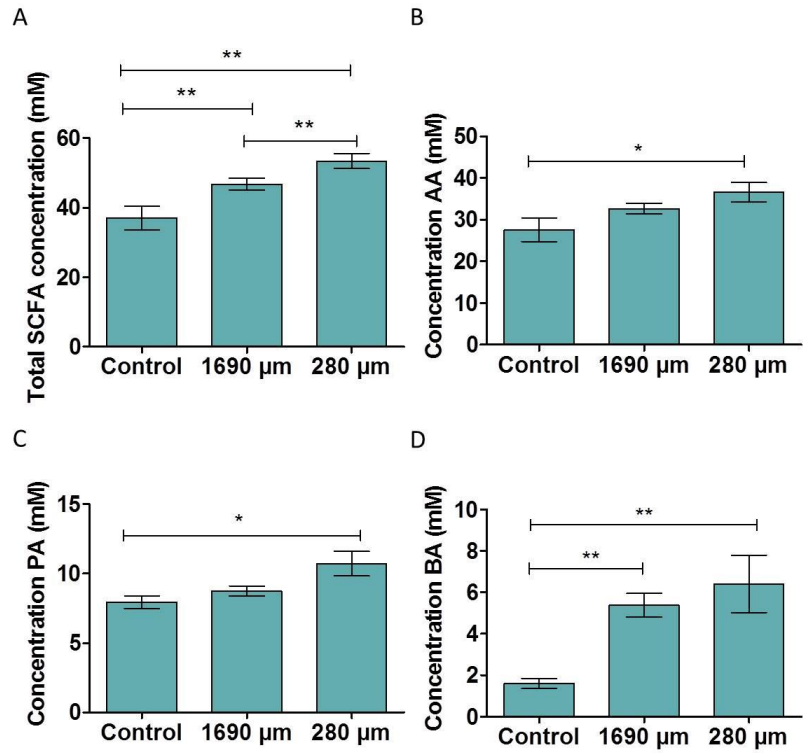 A
Total SCFA concentration (mM)
**
**
**
60
40
20
0
Control 1690 μm 280 μm
B
Concentration AA (mM)
*
50
40
30
20
10
0
Control 1690 μm 280 μm
C
Concentration PA (mM)
*
15
10
5
0
Control 1690 μm 280 μm
D
Concentration BA (mM)
**
**
10
8
6
4
2
0
Control 1690 μm 280 μm